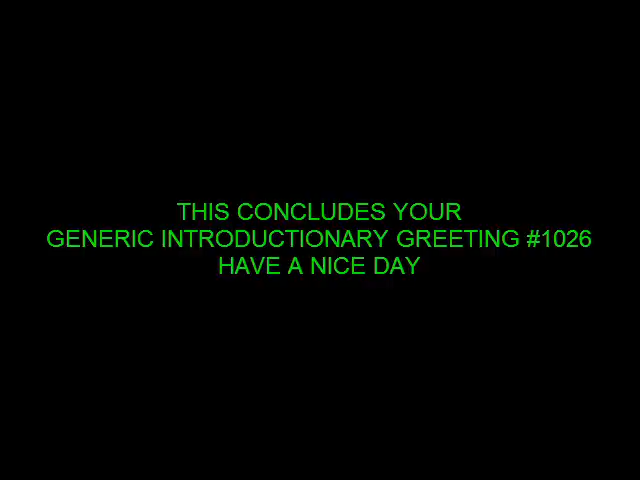 THIS CONCLUDES YOUR
GENERIC INTRODUCTIONARY GREETING #1026
HAVE A NICE DAY